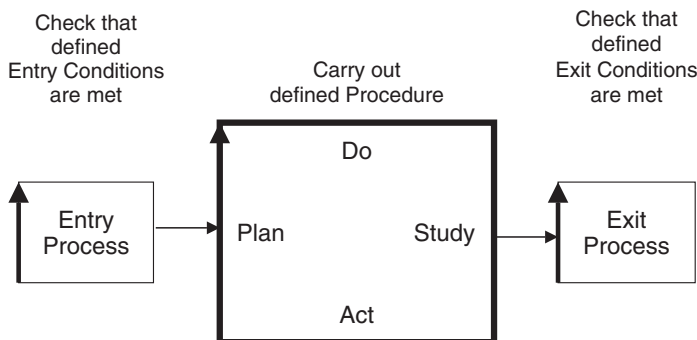 Check that
defined
Entry Conditions
are met
Carry out
defined Procedure
Check that
defined
Exit Conditions
are met
Entry
Process
Plan
Do
Study
Act
Exit
Process